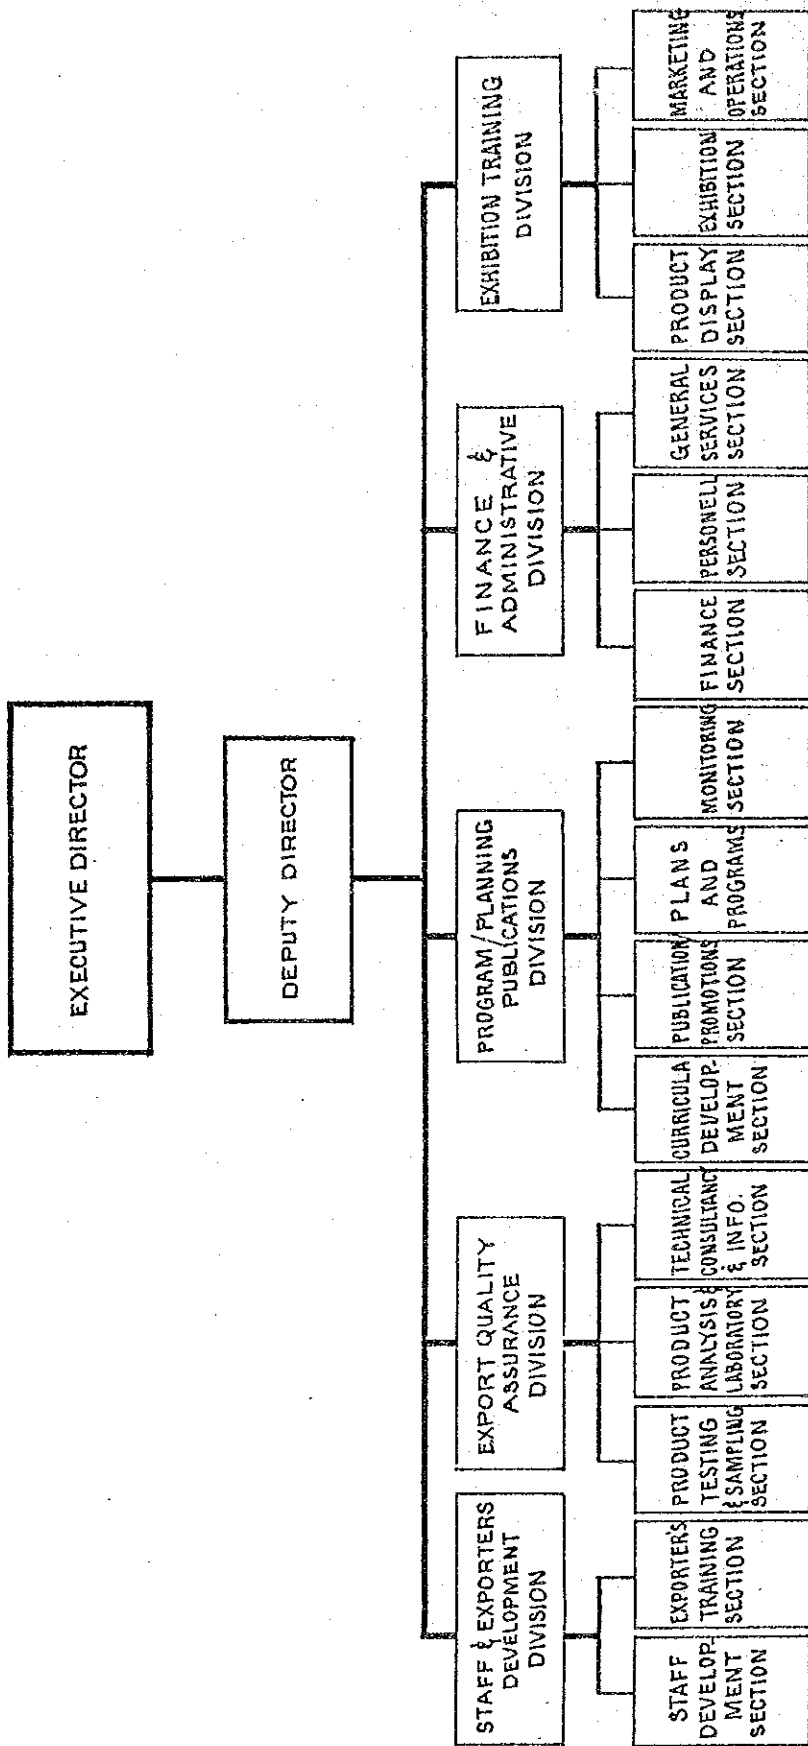 EXECUTIVE DIRECTOR
DEPUTY DIRECTOR
STAFF & EXPORTERS
DEVELOPMENT
DIVISION
EXPORT QUALITY
ASSURANCE
DIVISION
PROGRAM/PLANNING
PUBLICATIONS
DIVISION
FINANCE &
ADMINISTRATIVE
DIVISION
EXHIBITION TRAINING
DIVISION
STAFF
DEVELOP-
MENT
SECTION
EXPORTER'S
TRAINING
SECTION
PRODUCT
TESTING
& SAMPLING
SECTION
PRODUCT
ANALYSIS &
LABORATORY
SECTION
TECHNICAL
CONSULTANCY
& INFO.
SECTION
CURRICULA
DEVELOP-
MENT
SECTION
PUBLICATION/
PROMOTIONS
SECTION
PLANS
AND
PROGRAMS
MONITORING
SECTION
FINANCE
SECTION
PERSONELL
SECTION
GENERAL
SERVICES
SECTION
PRODUCT
DISPLAY
SECTION
EXHIBITION
SECTION
MARKETING
AND
OPERATIONS
SECTION